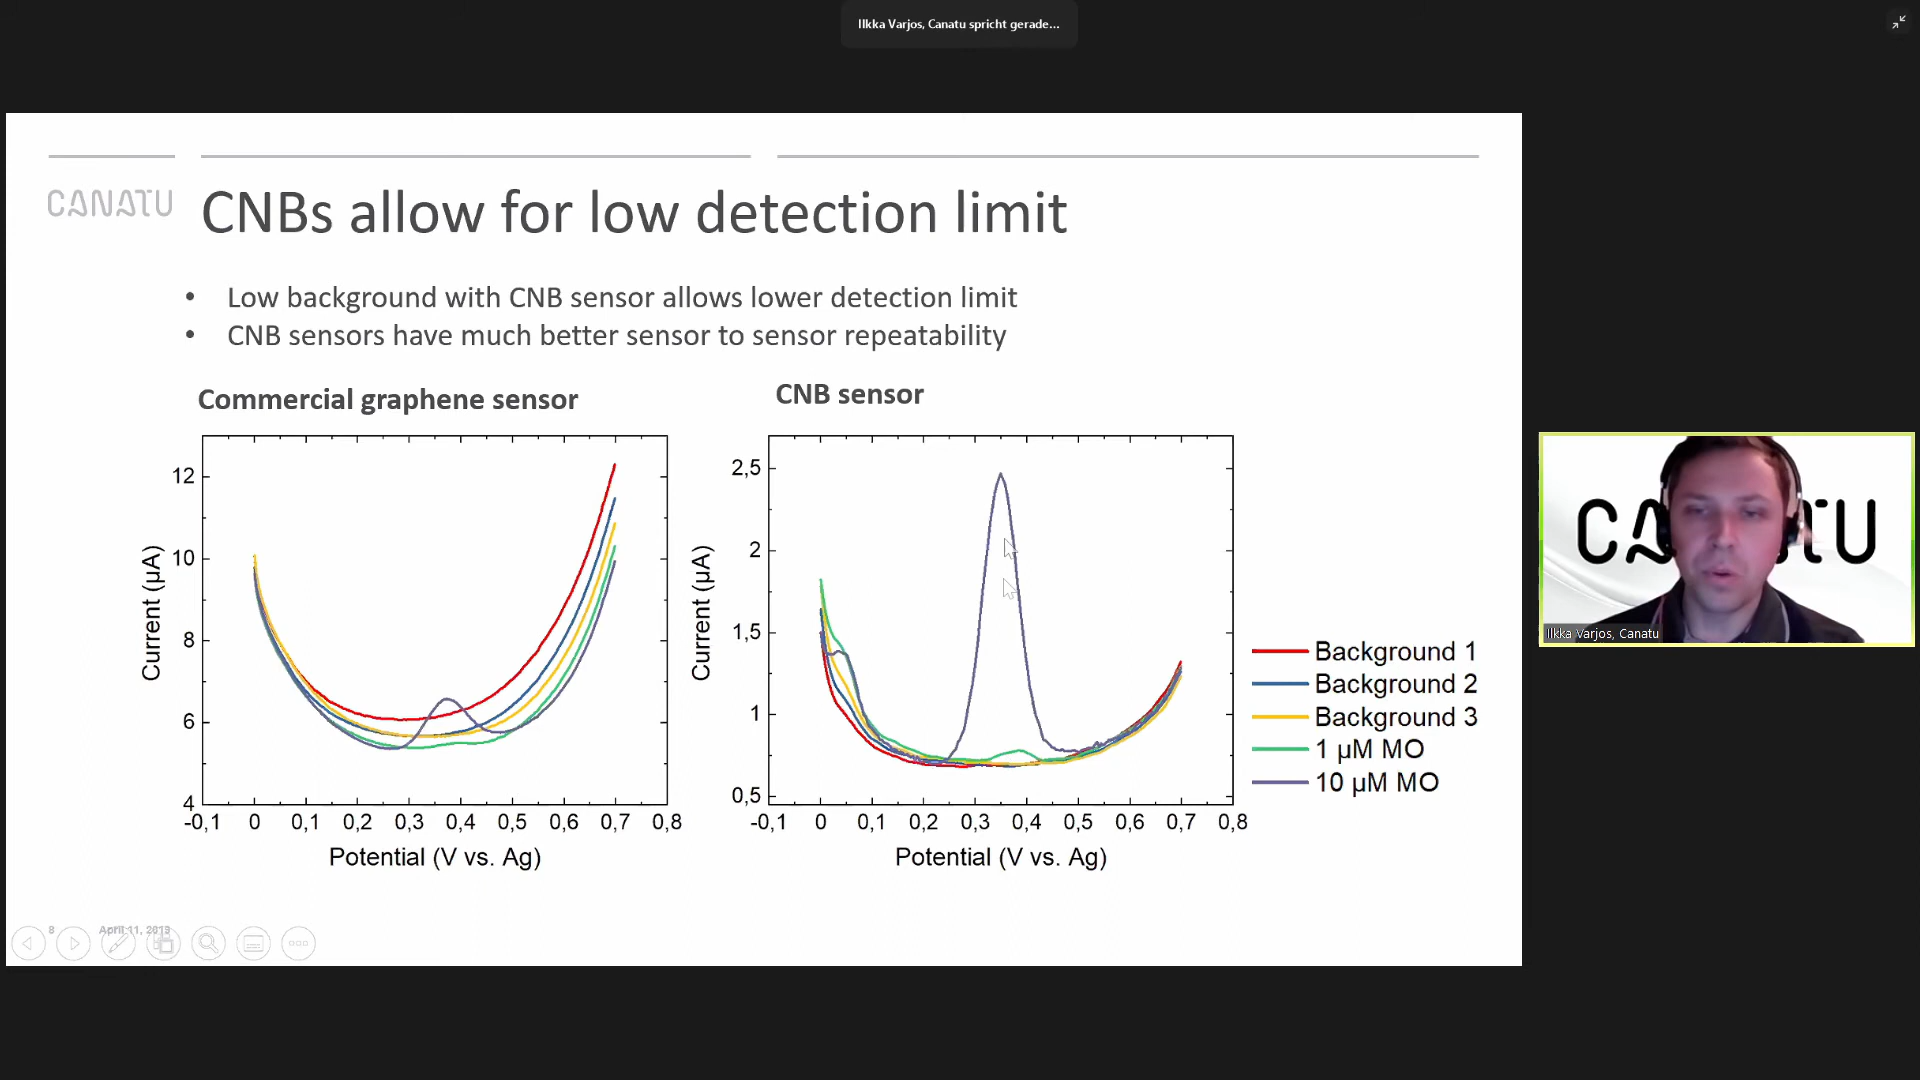 Ilkka Varjos, Canatu spricht gerade...
CANATU
CNBs allow for low detection limit
• Low background with CNB sensor allows lower detection limit
• CNB sensors have much better sensor to sensor repeatability
Commercial graphene sensor
CNB sensor
Current (µA)
12
10
8
6
4
-0,1 0 0,1 0,2 0,3 0,4 0,5 0,6 0,7 0,8
Potential (V vs. Ag)
Current (µA)
2,5
2
1,5
1
0,5
-0,1 0 0,1 0,2 0,3 0,4 0,5 0,6 0,7 0,8
Potential (V vs. Ag)
Background 1
Background 2
Background 3
1 µM MO
10 µM MO
8 April 11, 2019
CANATU
Ilkka Varjos, Canatu